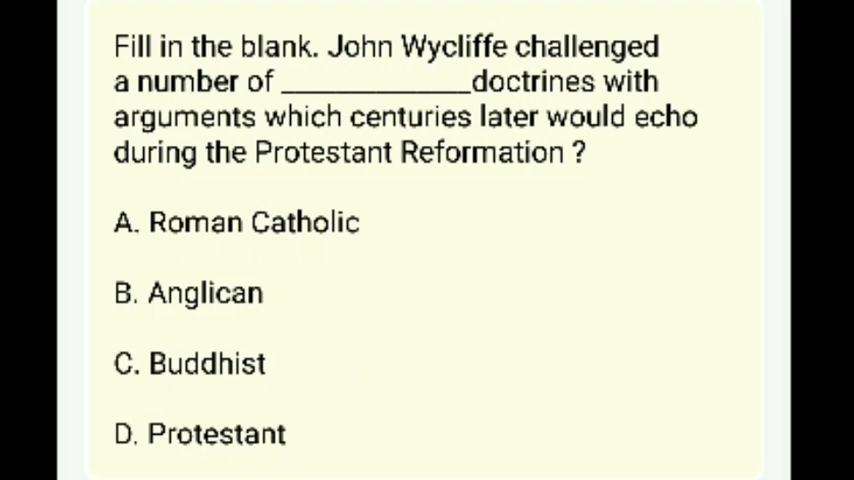 Fill in the blank. John Wycliffe challenged
a number of _____________doctrines with
arguments which centuries later would echo
during the Protestant Reformation ?
A. Roman Catholic
B. Anglican
C. Buddhist
D. Protestant